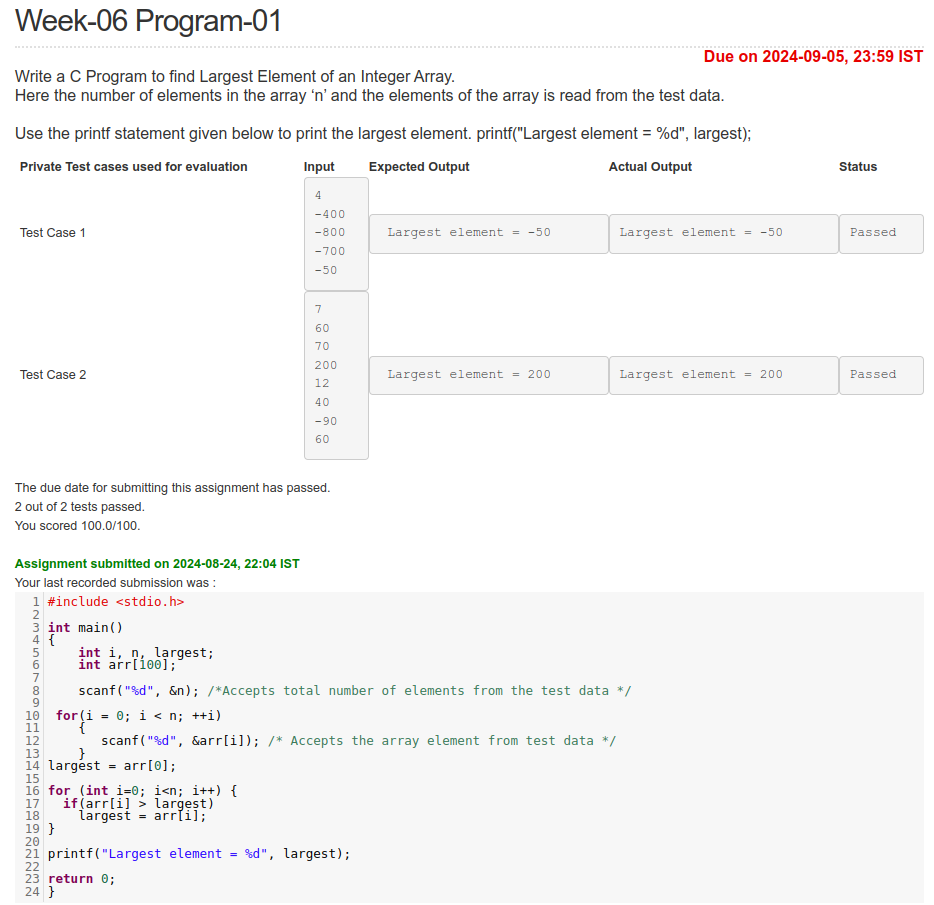 Week-06 Program-01
Due on 2024-09-05, 23:59 IST
Write a C Program to find Largest Element of an Integer Array.
Here the number of elements in the array ‘n’ and the elements of the array is read from the test data.
Use the printf statement given below to print the largest element. printf("Largest element = %d", largest);
Private Test cases used for evaluation Input Expected Output Actual Output Status
Test Case 1
4
-400
-800
-700
-50
Largest element = -50
Largest element = -50
Passed
Test Case 2
7
60
70
200
12
40
-90
60
Largest element = 200
Largest element = 200
Passed
The due date for submitting this assignment has passed.
2 out of 2 tests passed.
You scored 100.0/100.
Assignment submitted on 2024-08-24, 22:04 IST
Your last recorded submission was :
1 #include <stdio.h>
2
3 int main()
4 {
5     int i, n, largest;
6     int arr[100];
7
8     scanf("%d", &n); /*Accepts total number of elements from the test data */
9
10  for(i = 0; i < n; ++i)
11     {
12        scanf("%d", &arr[i]); /* Accepts the array element from test data */
13     }
14 largest = arr[0];
15
16 for (int i=0; i<n; i++) {
17   if(arr[i] > largest)
18     largest = arr[i];
19 }
20
21 printf("Largest element = %d", largest);
22
23 return 0;
24 }